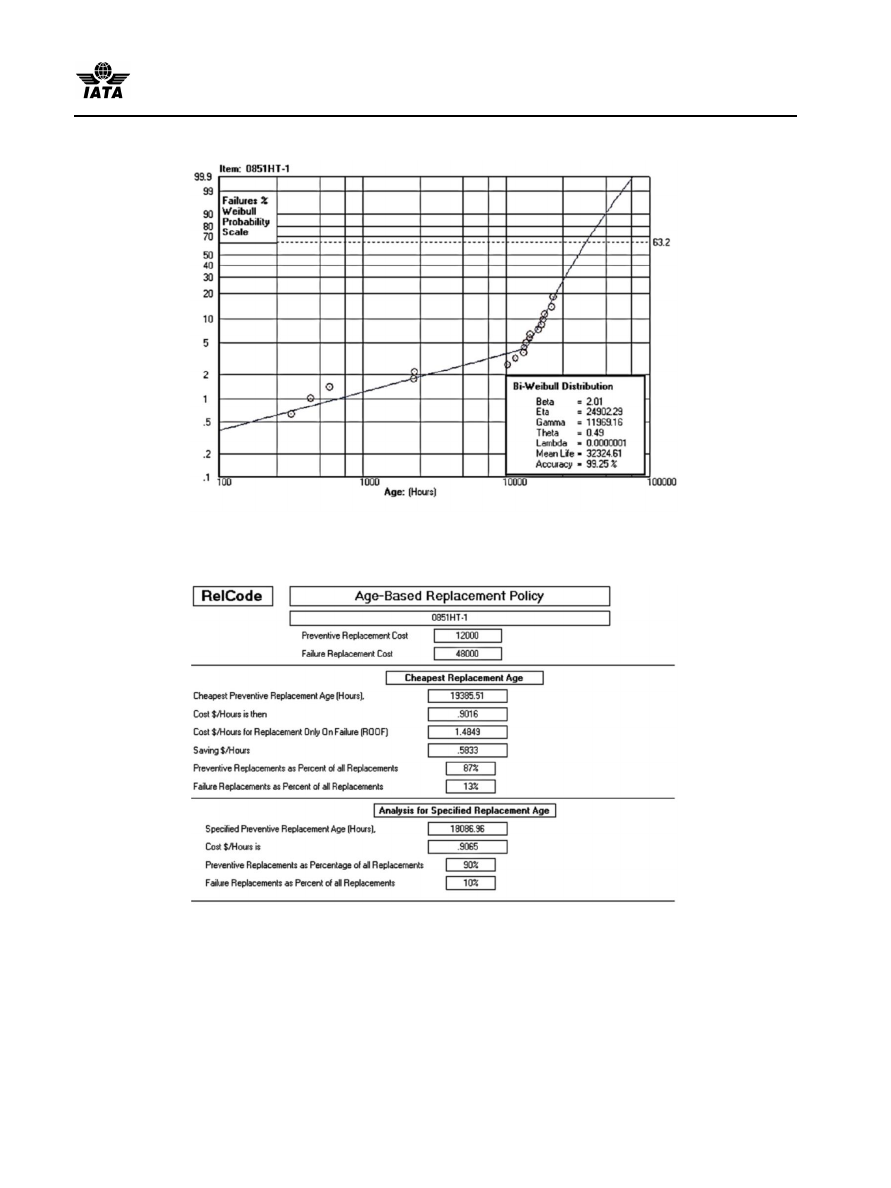 IATA
Item: 0851HT-1
Failures %
Weibull
Probability
Scale
99.9
99
90
80
70
63.2
50
40
30
20
10
5
2
1
.5
.2
.1
Bi-Weibull Distribution
Beta = 2.01
Eta = 24902.29
Gamma = 11969.16
Theta = 0.49
Lambda = 0.0000001
Mean Life = 32324.61
Accuracy = 99.25 %
100 1000 10000 100000
Age: (Hours)
RelCode Age-Based Replacement Policy
0851HT-1
Preventive Replacement Cost 12000
Failure Replacement Cost 48000
Cheapest Replacement Age
Cheapest Preventive Replacement Age (Hours), 19385.51
Cost $/Hours is then .9016
Cost $/Hours for Replacement Only On Failure (ROOF) 1.4849
Saving $/Hours .5833
Preventive Replacements as Percent of all Replacements 87%
Failure Replacements as Percent of all Replacements 13%
Analysis for Specified Replacement Age
Specified Preventive Replacement Age (Hours), 18086.96
Cost $/Hours is .9065
Preventive Replacements as Percentage of all Replacements 90%
Failure Replacements as Percent of all Replacements 10%